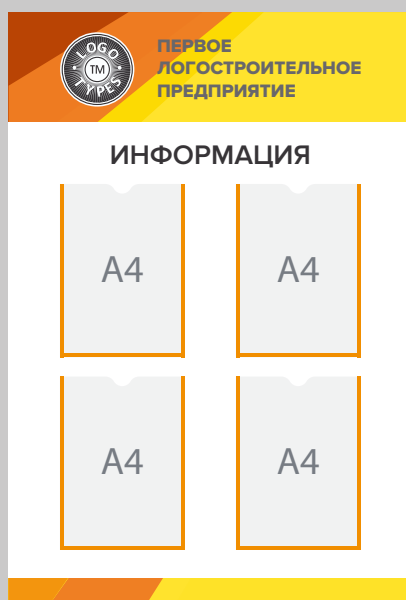 LOGO
TM
TYPES
ПЕРВОЕ
ЛОГОСТРОИТЕЛЬНОЕ
ПРЕДПРИЯТИЕ
ИНФОРМАЦИЯ
А4
А4
А4
А4